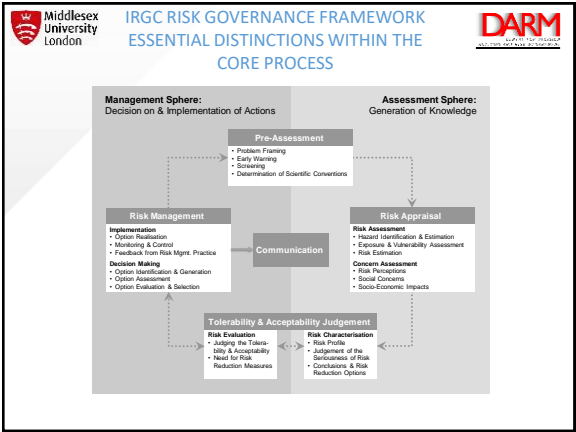 Middlesex
University
London
IRGC RISK GOVERNANCE FRAMEWORK
ESSENTIAL DISTINCTIONS WITHIN THE
CORE PROCESS
DARM
Management Sphere:
Decision on & Implementation of Actions
Assessment Sphere:
Generation of Knowledge
Pre-Assessment
• Problem Framing
• Early Warning
• Screening
• Determination of Scientific Conventions
Risk Management
Implementation
• Option Realisation
• Monitoring & Control
• Feedback from Risk Mgmt. Practice
Decision Making
• Option Identification & Generation
• Option Assessment
• Option Evaluation & Selection
Communication
Risk Appraisal
Risk Assessment
• Hazard Identification & Estimation
• Exposure & Vulnerability Assessment
• Risk Estimation
Concern Assessment
• Risk Perceptions
• Social Concerns
• Socio-Economic Impacts
Tolerability & Acceptability Judgement
Risk Evaluation
• Judging the Tolera-
bility & Acceptability
• Need for Risk
Reduction Measures
Risk Characterisation
• Risk Profile
• Judgement of the
Seriousness of Risk
• Conclusions & Risk
Reduction Options